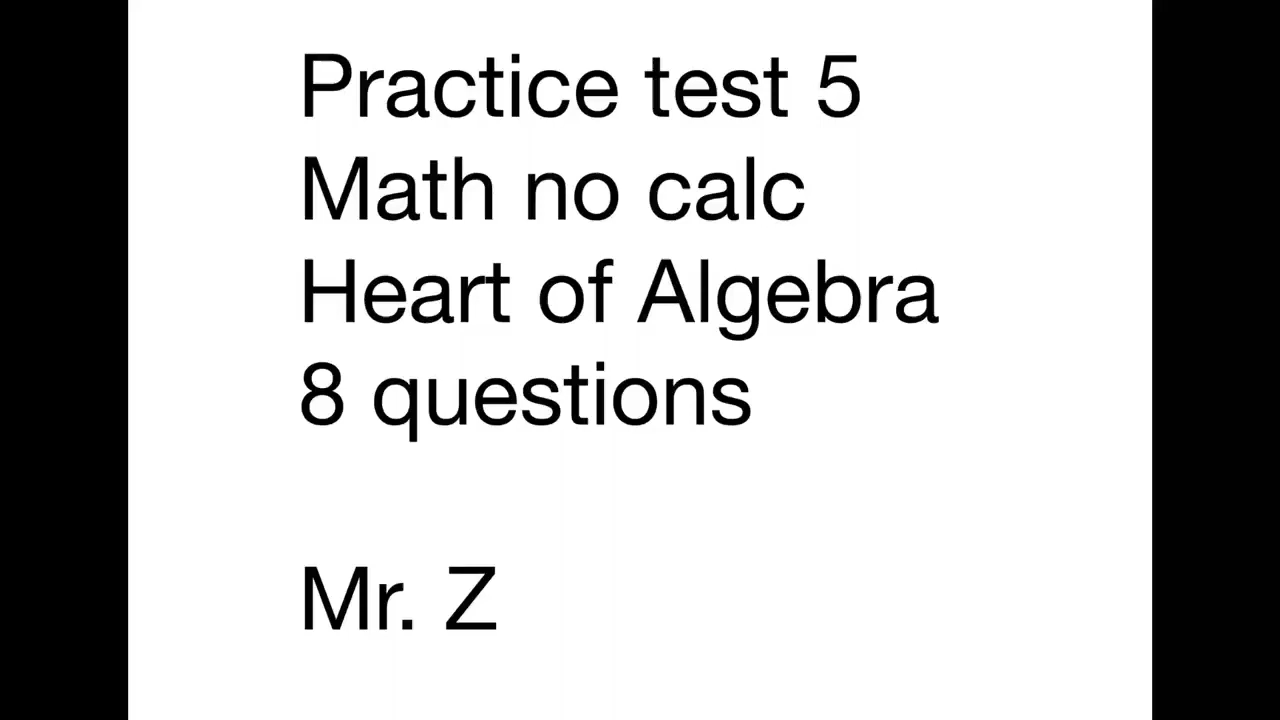 Practice test 5
Math no calc
Heart of Algebra
8 questions
Mr. Z